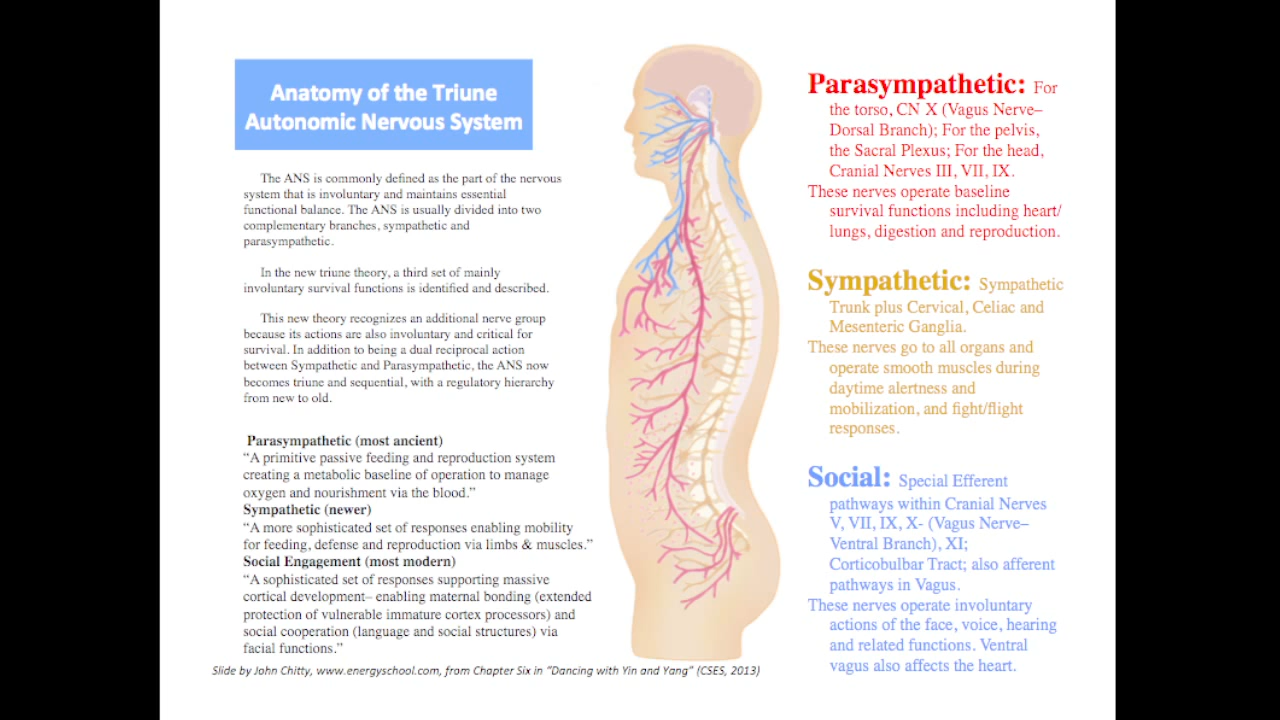 Anatomy of the Triune
Autonomic Nervous System
The ANS is commonly defined as the part of the nervous
system that is involuntary and maintains essential
functional balance. The ANS is usually divided into two
complementary branches, sympathetic and
parasympathetic.
In the new triune theory, a third set of mainly
involuntary survival functions is identified and described.
This new theory recognizes an additional nerve group
because its actions are also involuntary and critical for
survival. In addition to being a dual reciprocal action
between Sympathetic and Parasympathetic, the ANS now
becomes triune and sequential, with a regulatory hierarchy
from new to old.
Parasympathetic (most ancient)
“A primitive passive feeding and reproduction system
creating a metabolic baseline of operation to manage
oxygen and nourishment via the blood.”
Sympathetic (newer)
“A more sophisticated set of responses enabling mobility
for feeding, defense and reproduction via limbs & muscles.”
Social Engagement (most modern)
“A sophisticated set of responses supporting massive
cortical development– enabling maternal bonding (extended
protection of vulnerable immature cortex processors) and
social cooperation (language and social structures) via
facial functions.”
Slide by John Chitty, www.energyschool.com, from Chapter Six in “Dancing with Yin and Yang” (CSES, 2013)
Parasympathetic: For
the torso, CN X (Vagus Nerve–
Dorsal Branch); For the pelvis,
the Sacral Plexus; For the head,
Cranial Nerves III, VII, IX.
These nerves operate baseline
survival functions including heart/
lungs, digestion and reproduction.
Sympathetic: Sympathetic
Trunk plus Cervical, Celiac and
Mesenteric Ganglia.
These nerves go to all organs and
operate smooth muscles during
daytime alertness and
mobilization, and fight/flight
responses.
Social: Special Efferent
pathways within Cranial Nerves
V, VII, IX, X- (Vagus Nerve–
Ventral Branch), XI;
Corticobulbar Tract; also afferent
pathways in Vagus.
These nerves operate involuntary
actions of the face, voice, hearing
and related functions. Ventral
vagus also affects the heart.